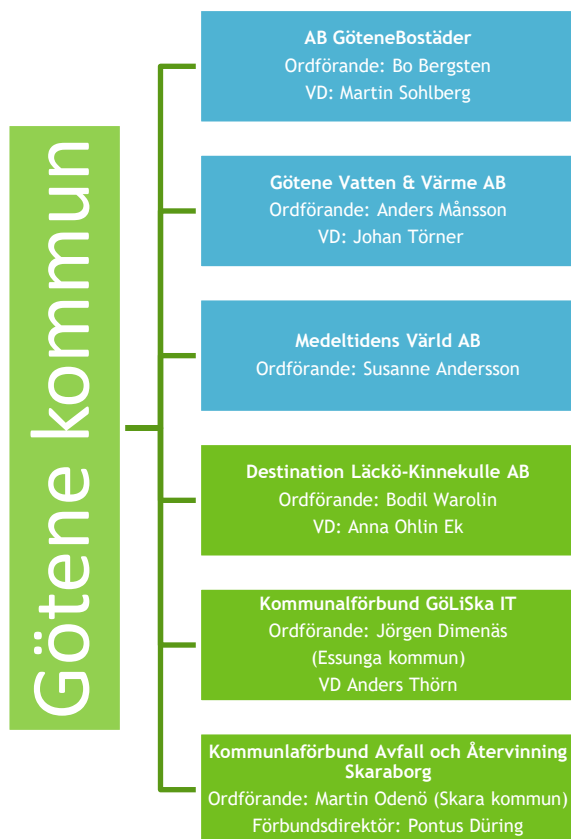 Götene kommun
AB GöteneBostäder
Ordförande: Bo Bergsten
VD: Martin Sohlberg
Götene Vatten & Värme AB
Ordförande: Anders Månsson
VD: Johan Törner
Medeltidens Värld AB
Ordförande: Susanne Andersson
Destination Läckö-Kinnekulle AB
Ordförande: Bodil Warolin
VD: Anna Ohlin Ek
Kommunalförbund GöLiSka IT
Ordförande: Jörgen Dimenäs
(Essunga kommun)
VD Anders Thörn
Kommunlaförbund Avfall och Återvinning
Skaraborg
Ordförande: Martin Odenö (Skara kommun)
Förbundsdirektör: Pontus Düring